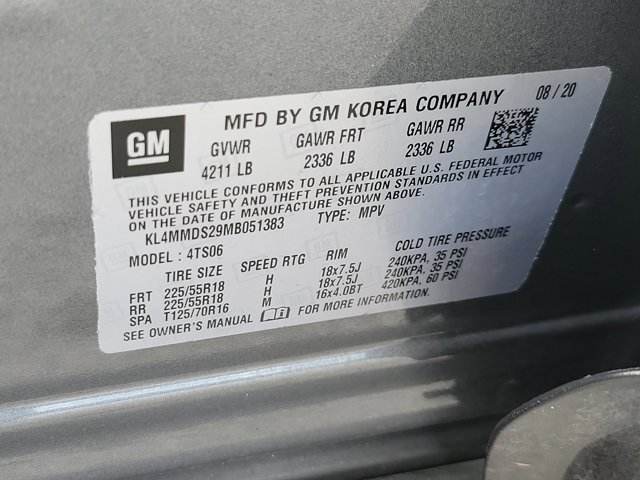 GM
MFD BY GM KOREA COMPANY 08 / 20
GVWR GAWR FRT GAWR RR
4211 LB 2336 LB 2336 LB
THIS VEHICLE CONFORMS TO ALL APPLICABLE U.S. FEDERAL MOTOR
VEHICLE SAFETY AND THEFT PREVENTION STANDARDS IN EFFECT
ON THE DATE OF MANUFACTURE SHOWN ABOVE.
KL4MMDS29MB051383 TYPE: MPV
MODEL : 4TS06
TIRE SIZE SPEED RTG RIM COLD TIRE PRESSURE
FRT 225/55R18 H 18x7.5J 240KPA, 35 PSI
RR 225/55R18 H 18x7.5J 240KPA, 35 PSI
SPA T125/70R16 M 16x4.0BT 420KPA, 60 PSI
SEE OWNER'S MANUAL FOR MORE INFORMATION.